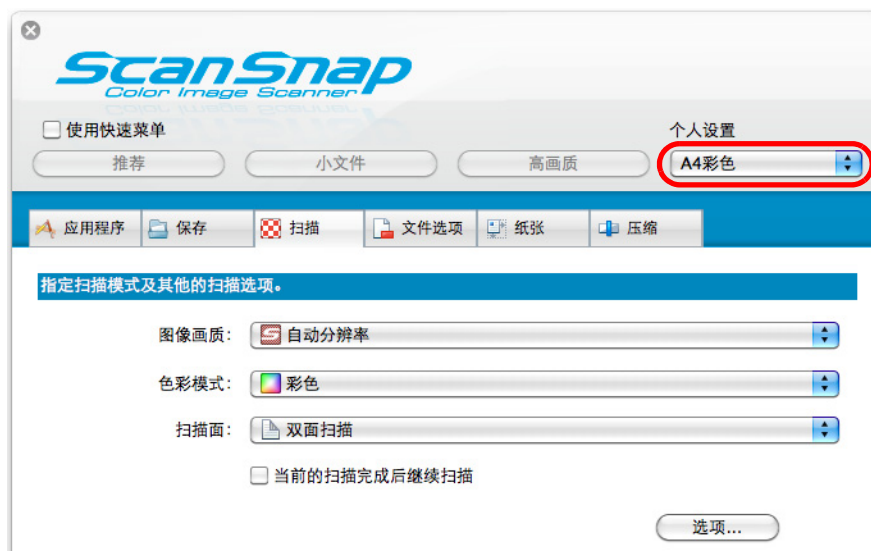 ScanSnap
Color Image Scanner
使用快速菜单
个人设置
推荐
小文件
高画质
A4彩色
应用程序
保存
扫描
文件选项
纸张
压缩
指定扫描模式及其他的扫描选项。
图像画质：
自动分辨率
色彩模式：
彩色
扫描面：
双面扫描
当前的扫描完成后继续扫描
选项...